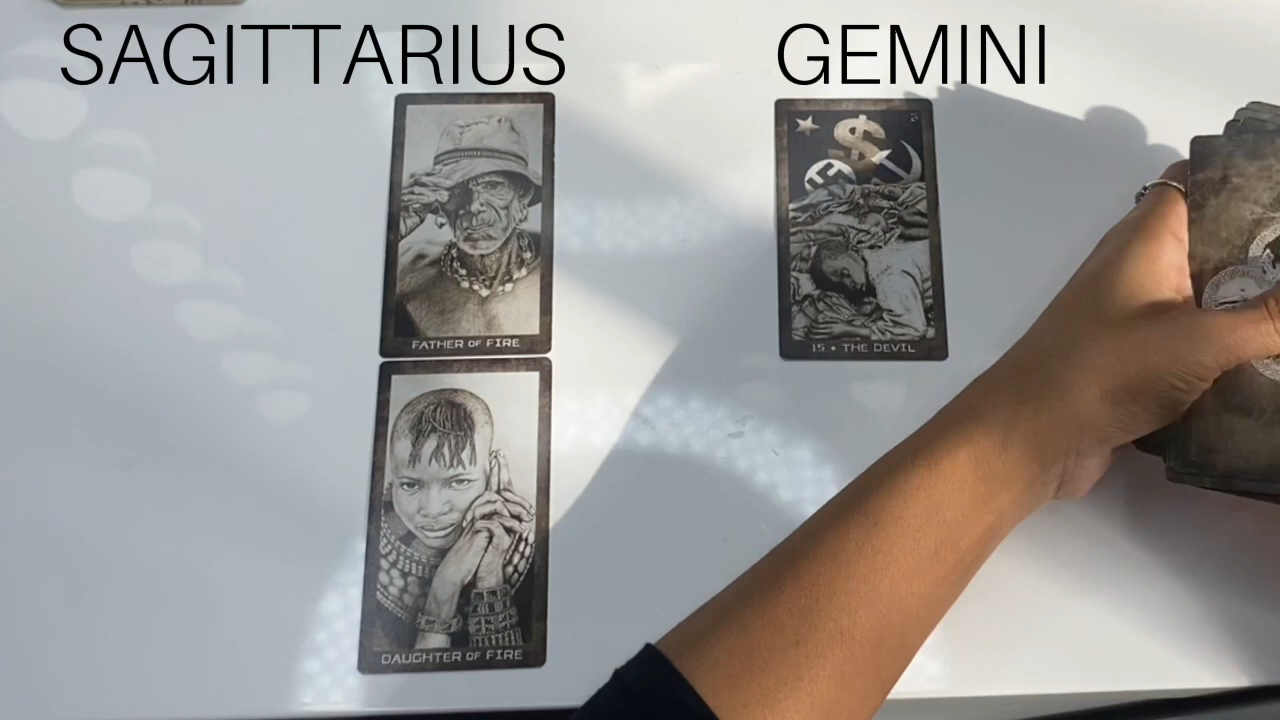 SAGITTARIUS
GEMINI
FATHER OF FIRE
15 • THE DEVIL
DAUGHTER OF FIRE